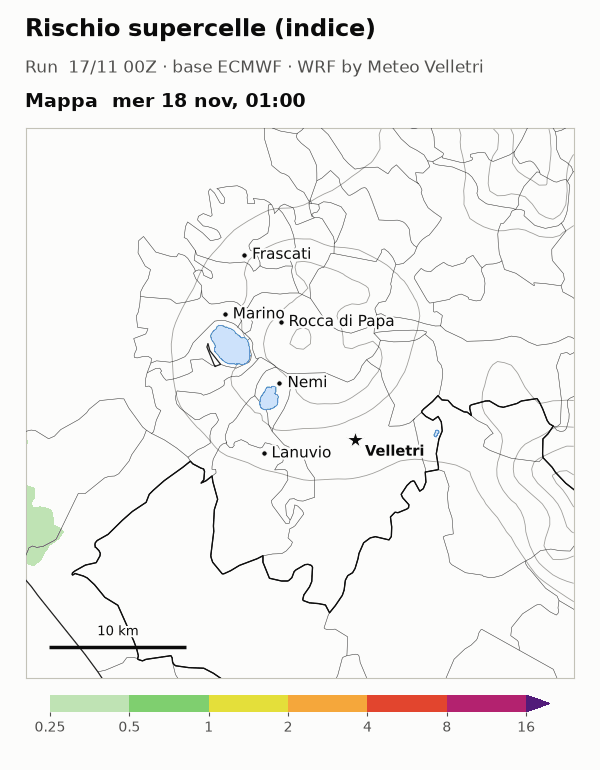 Rischio supercelle (indice)
Run  17/11 00Z · base ECMWF · WRF by Meteo Velletri
Mappa  mer 18 nov, 01:00
Frascati
Marino
Rocca di Papa
Nemi
Velletri
Lanuvio
10 km
0.25 0.5 1 2 4 8 16